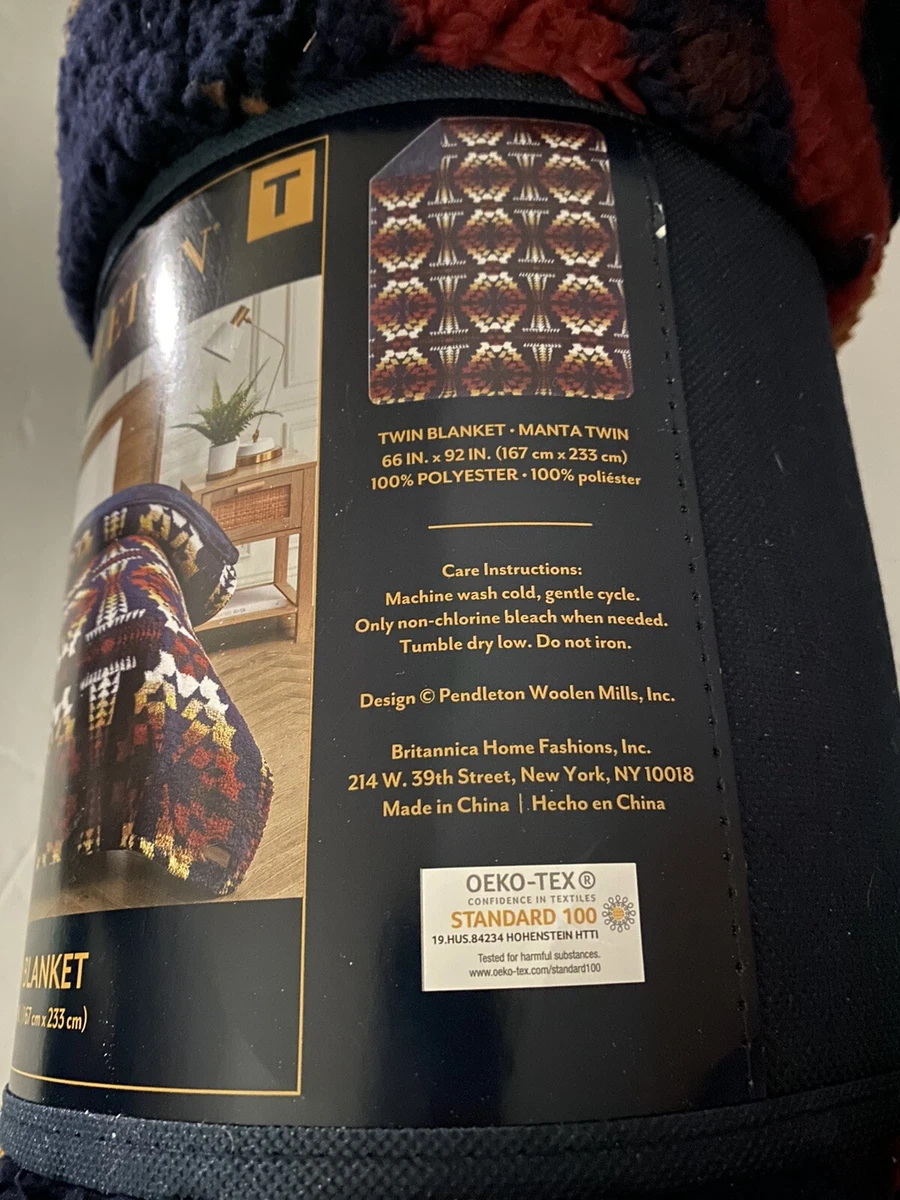 T
TWIN BLANKET • MANTA TWIN
66 IN. x 92 IN. (167 cm x 233 cm)
100% POLYESTER • 100% poliéster
Care Instructions:
Machine wash cold, gentle cycle.
Only non-chlorine bleach when needed.
Tumble dry low. Do not iron.
Design © Pendleton Woolen Mills, Inc.
Britannica Home Fashions, Inc.
214 W. 39th Street, New York, NY 10018
Made in China | Hecho en China
OEKO-TEX®
CONFIDENCE IN TEXTILES
STANDARD 100
19.HUS.84234 HOHENSTEIN HTTI
Tested for harmful substances.
www.oeko-tex.com/standard100
BLANKET
167 cm x 233 cm)